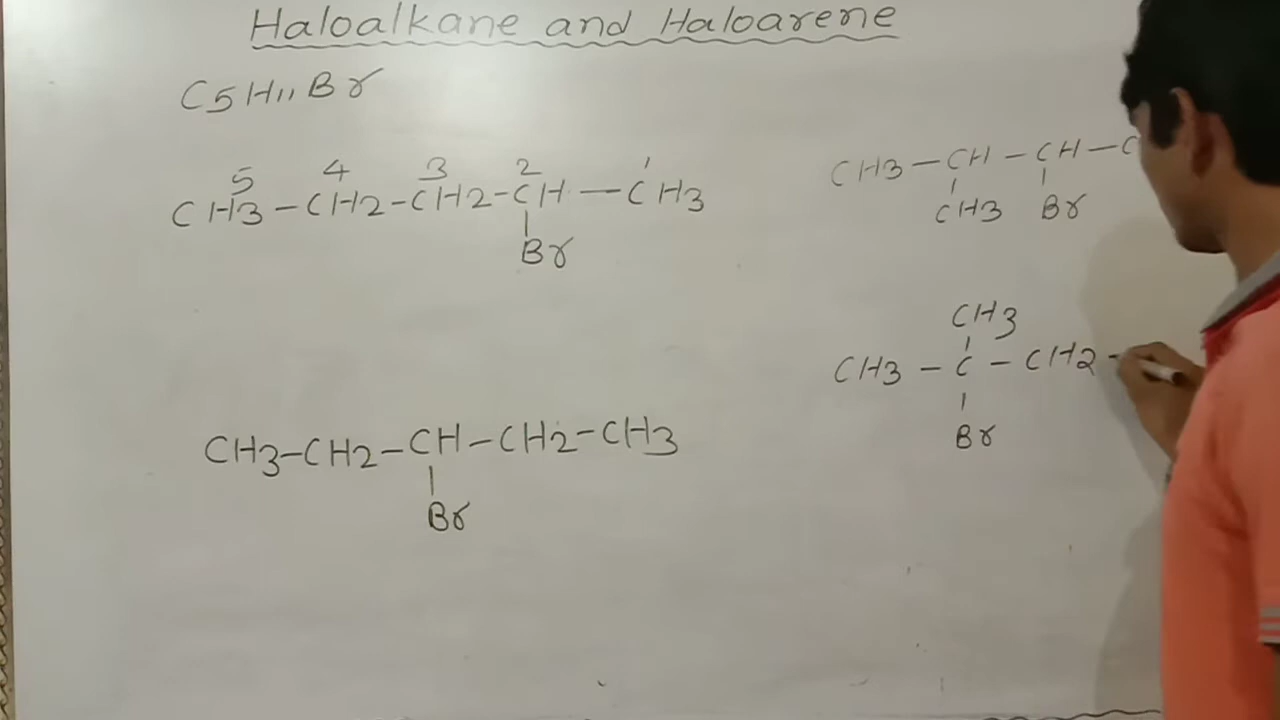 Haloalkane and Haloarene
C5H11Br
5 4 3 2 1
CH3-CH2-CH2-CH-CH3
Br
CH3-CH2-CH-CH2-CH3
Br
CH3-CH-CH-C
CH3 Br
CH3
CH3-C-CH2-
Br